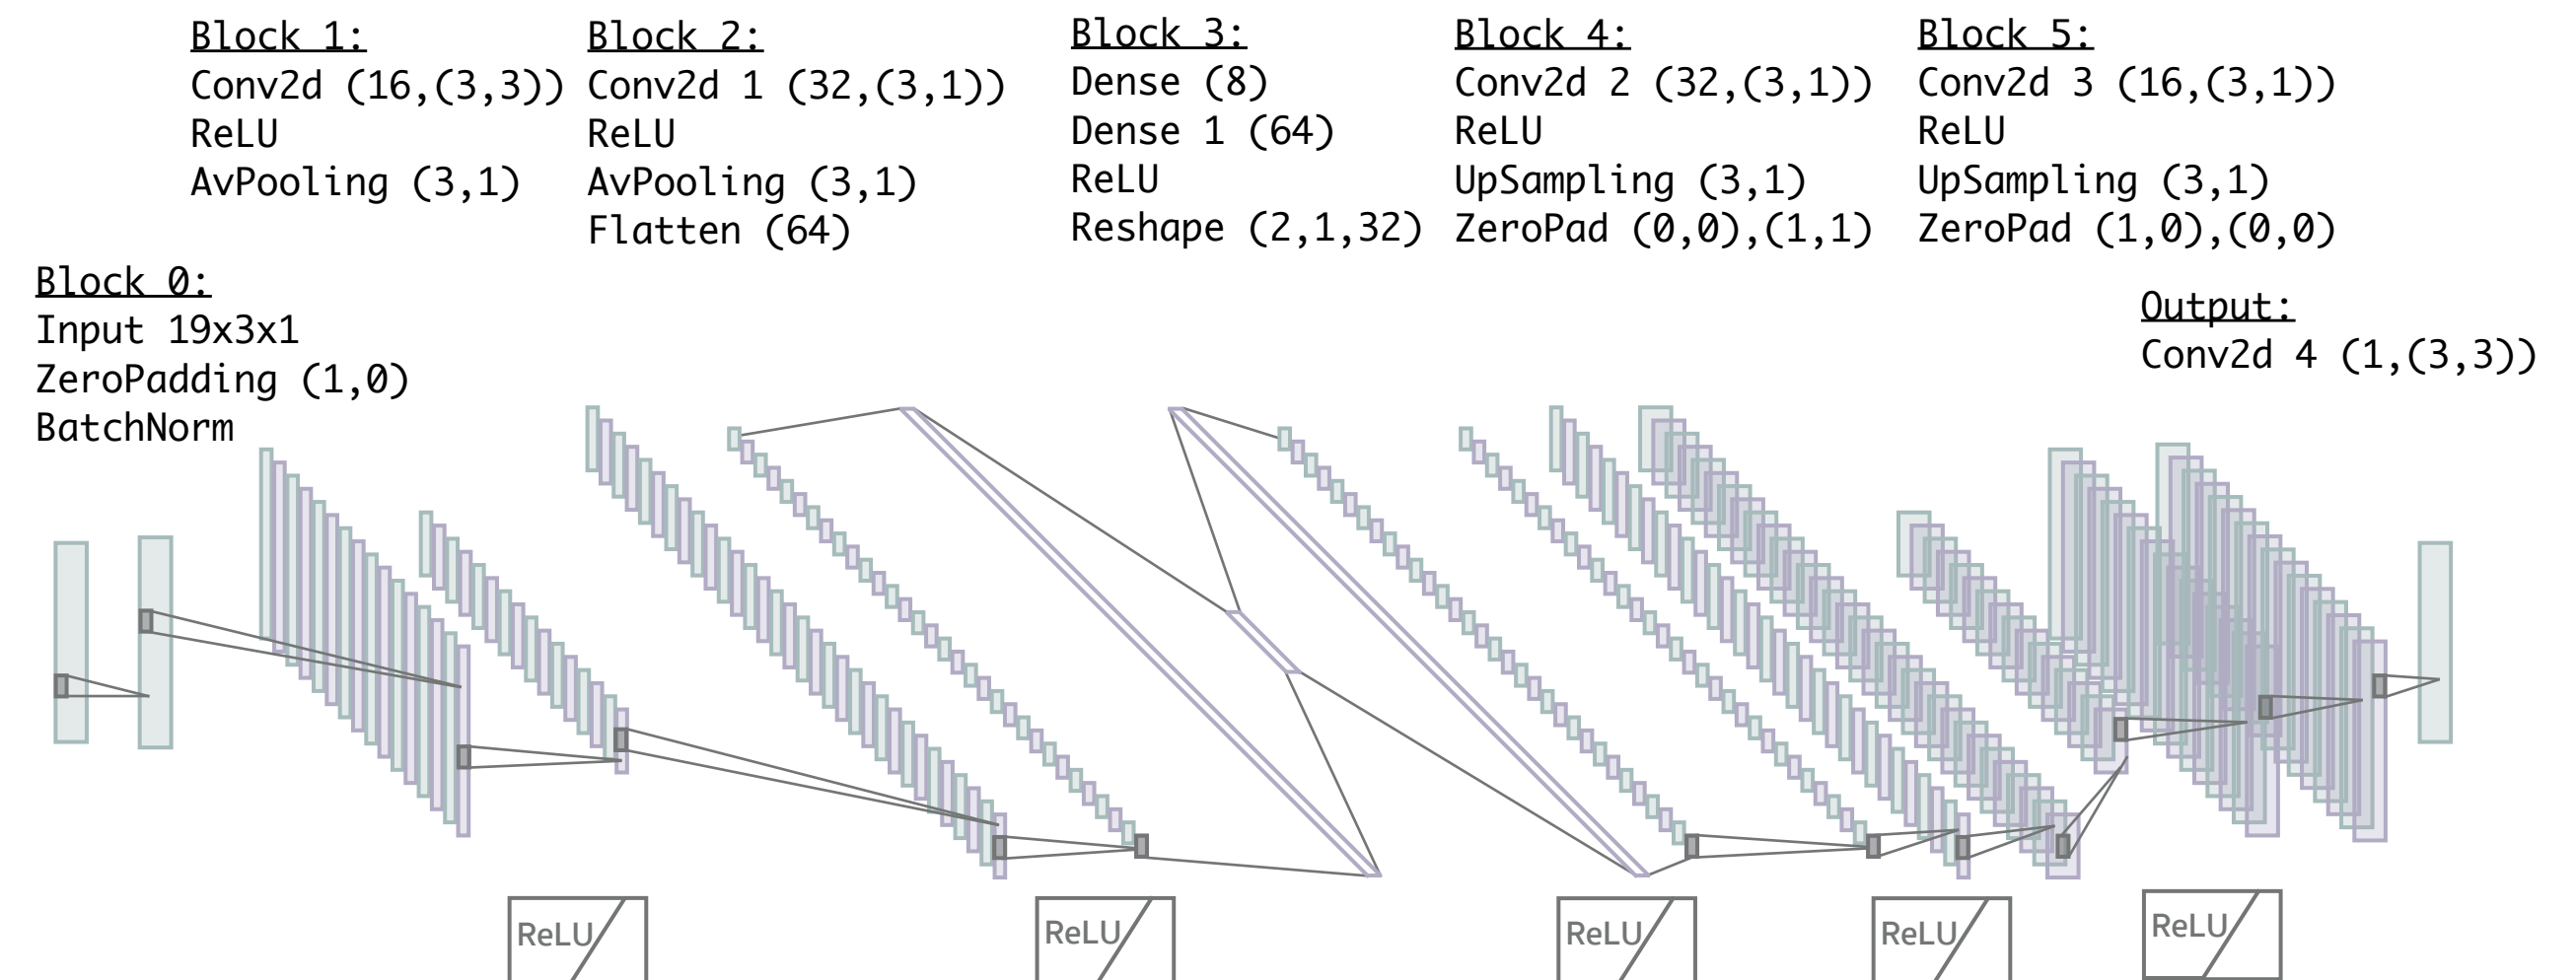 Block 1:
Conv2d (16,(3,3))
ReLU
AvPooling (3,1)
Block 2:
Conv2d 1 (32,(3,1))
ReLU
AvPooling (3,1)
Flatten (64)
Block 3:
Dense (8)
Dense 1 (64)
ReLU
Reshape (2,1,32)
Block 4:
Conv2d 2 (32,(3,1))
ReLU
UpSampling (3,1)
ZeroPad (0,0),(1,1)
Block 5:
Conv2d 3 (16,(3,1))
ReLU
UpSampling (3,1)
ZeroPad (1,0),(0,0)
Block 0:
Input 19x3x1
ZeroPadding (1,0)
BatchNorm
Output:
Conv2d 4 (1,(3,3))
ReLU
ReLU
ReLU
ReLU
ReLU